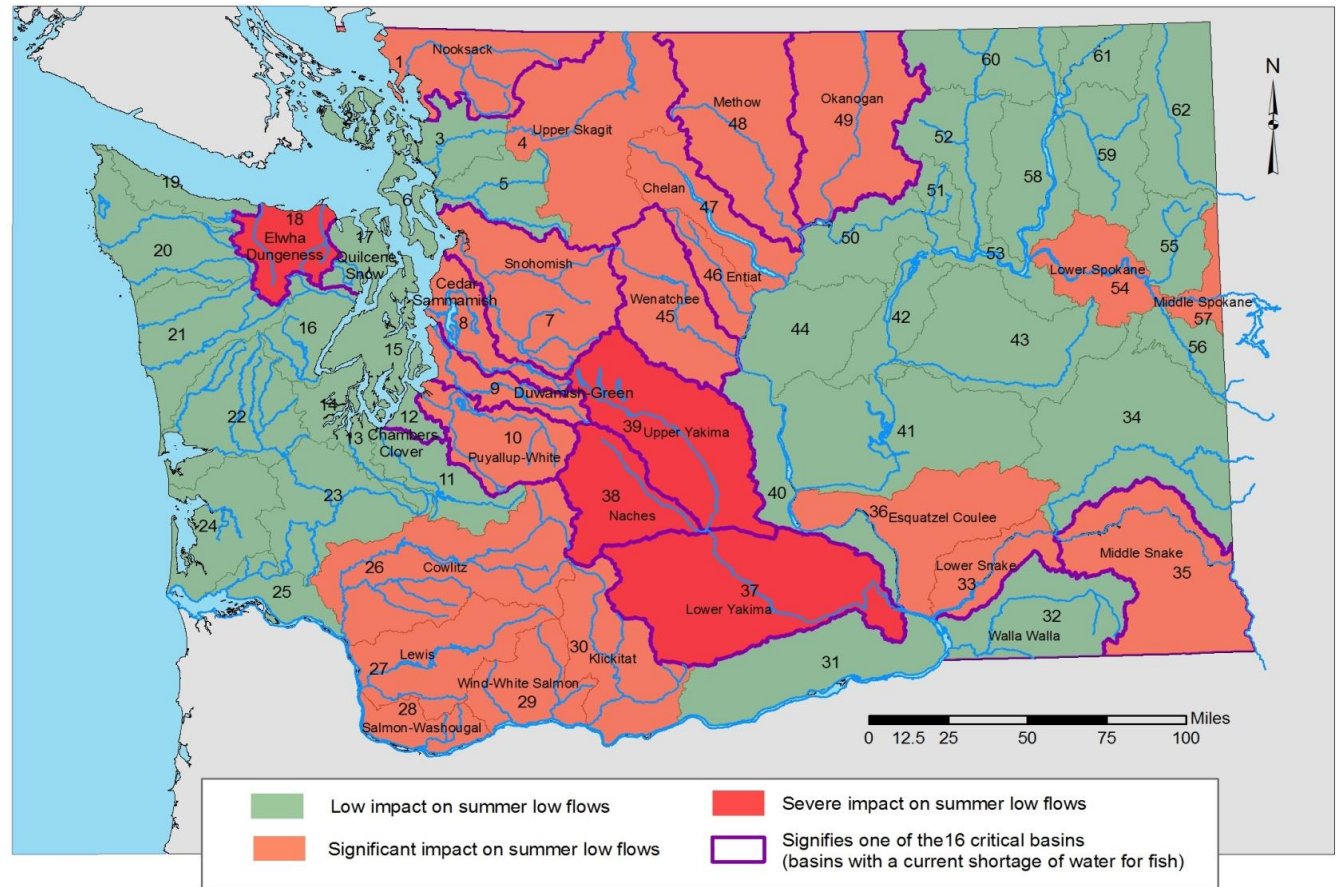 Nooksack
1
60
61
N
Methow
48
Okanogan
49
62
2
3
4
Upper Skagit
52
59
5
Chelan
58
19
51
6
47
18
Elwha
Dungeness
17
Quilcene
Snow
50
55
20
Snohomish
53
Cedar
Sammamish
8
46
Entiat
Lower Spokane
54
Wenatchee
45
Middle Spokane
57
16
7
42
21
44
43
56
15
9
Duwamish-Green
14
12
Chambers
Clover
22
39
Upper Yakima
34
10
Puyallup-White
13
41
11
38
Naches
40
23
24
36
Esquatzel Coulee
26
Cowlitz
Middle Snake
35
Lower Snake
33
25
37
Lower Yakima
32
Walla Walla
27
Lewis
30
Klickitat
31
Wind-White Salmon
29
28
Salmon-Washougal
Miles
0 12.5 25 50 75 100
Low impact on summer low flows
Significant impact on summer low flows
Severe impact on summer low flows
Signifies one of the16 critical basins
(basins with a current shortage of water for fish)